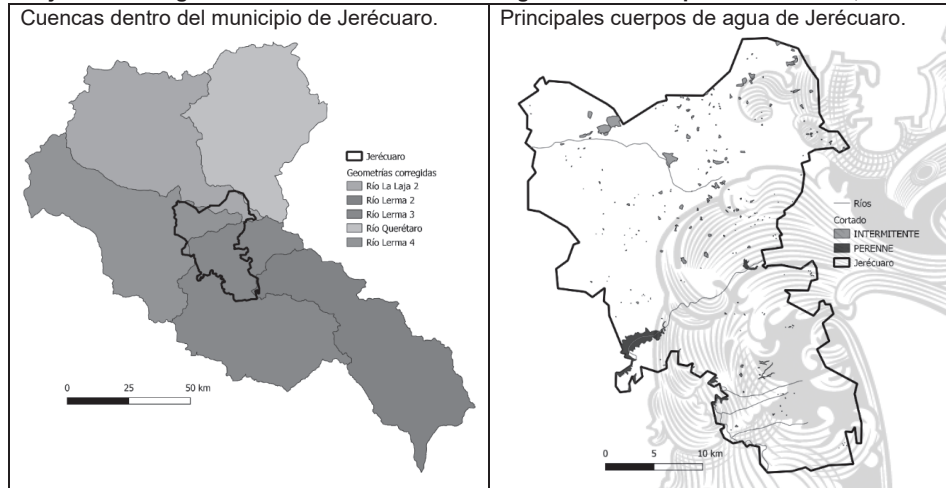 Cuencas dentro del municipio de Jerécuaro.
Jerécuaro
Geometrías corregidas
Río La Laja 2
Río Lerma 2
Río Lerma 3
Río Querétaro
Río Lerma 4
0 25 50 km
Principales cuerpos de agua de Jerécuaro.
Ríos
Cortado
INTERMITENTE
PERENNE
Jerécuaro
0 5 10 km